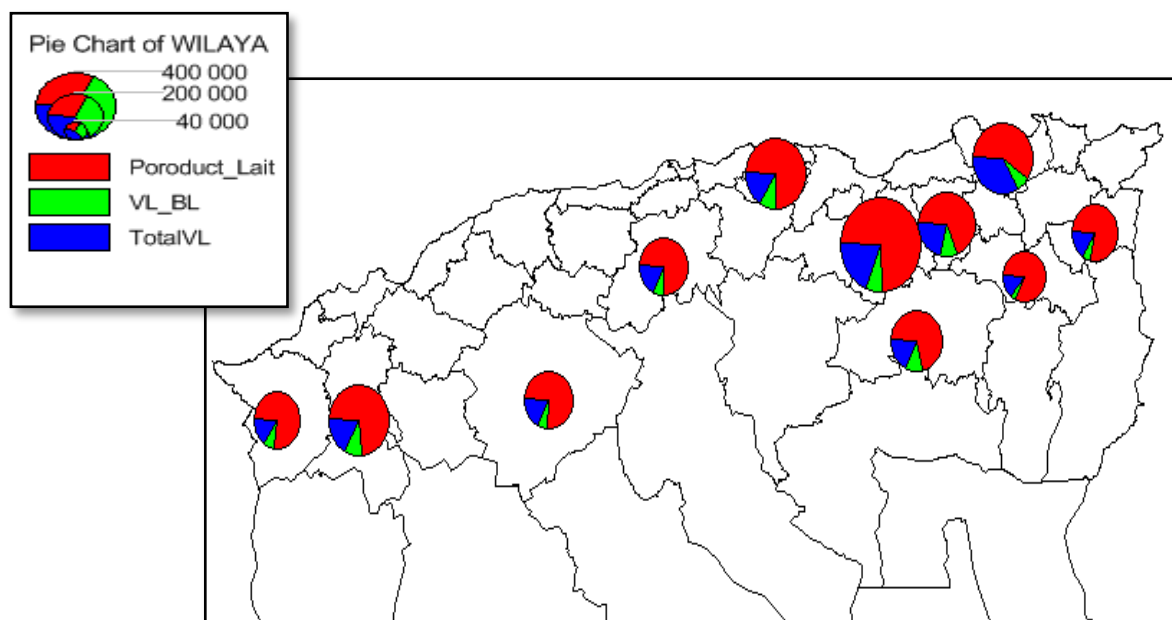 Pie Chart of WILAYA
400 000
200 000
40 000
Poroduct_Lait
VL_BL
TotalVL